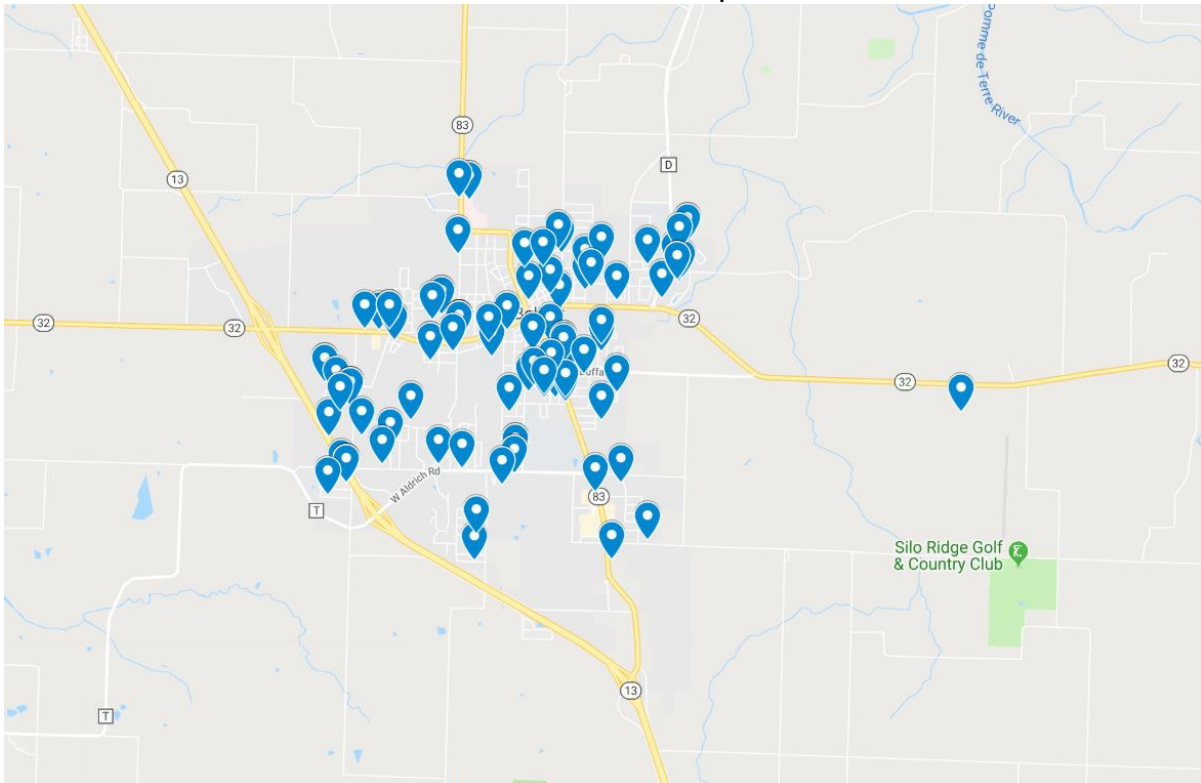 Pomme de Terre River
83
D
13
32
32
32
32
32
W Aldrich Rd
83
T
Silo Ridge Golf
& Country Club
13
T